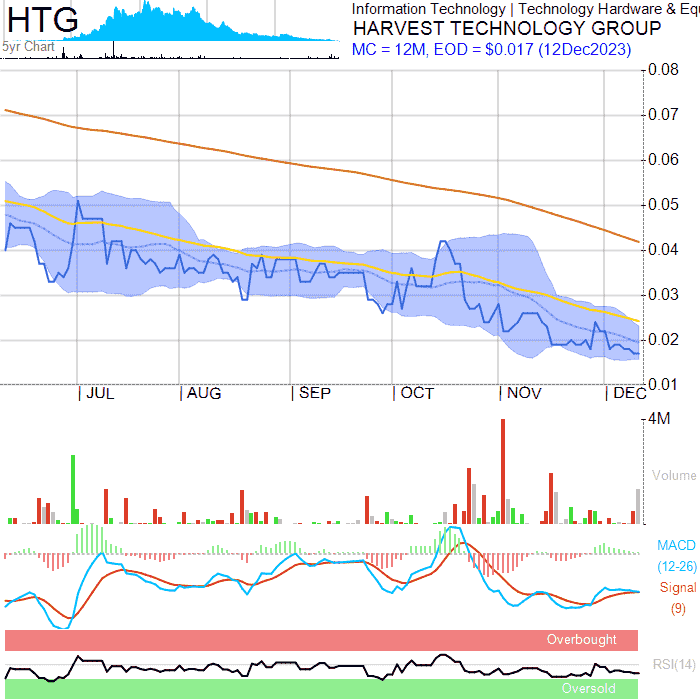 HTG
5yr Chart
Information Technology | Technology Hardware & Equ
HARVEST TECHNOLOGY GROUP
MC = 12M, EOD = $0.017 (12Dec2023)
0.08
0.07
0.06
0.05
0.04
0.03
0.02
0.01
| JUL | AUG | SEP | OCT | NOV | DEC
4M
Volume
MACD
(12-26)
Signal
(9)
Overbought
RSI(14)
Oversold